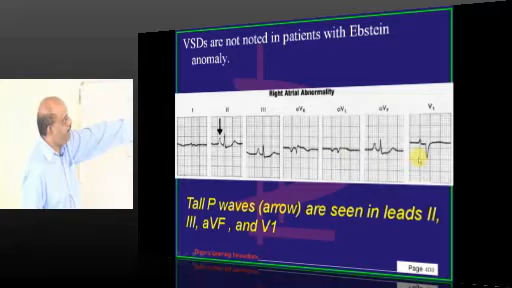 VSDs are not noted in patients with Ebstein
anomaly.
Right Atrial Abnormality
I II III aVR aVL aVF V1
Tall P waves (arrow) are seen in leads II,
III, aVF , and V1
Page 400